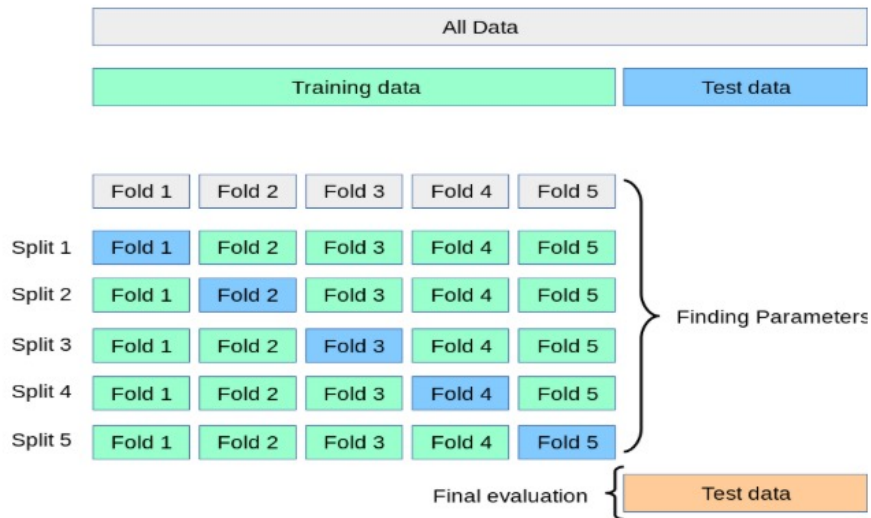 All Data
Training data Test data
Fold 1 Fold 2 Fold 3 Fold 4 Fold 5
Split 1 Fold 1 Fold 2 Fold 3 Fold 4 Fold 5
Split 2 Fold 1 Fold 2 Fold 3 Fold 4 Fold 5
Finding Parameters
Split 3 Fold 1 Fold 2 Fold 3 Fold 4 Fold 5
Split 4 Fold 1 Fold 2 Fold 3 Fold 4 Fold 5
Split 5 Fold 1 Fold 2 Fold 3 Fold 4 Fold 5
Final evaluation Test data